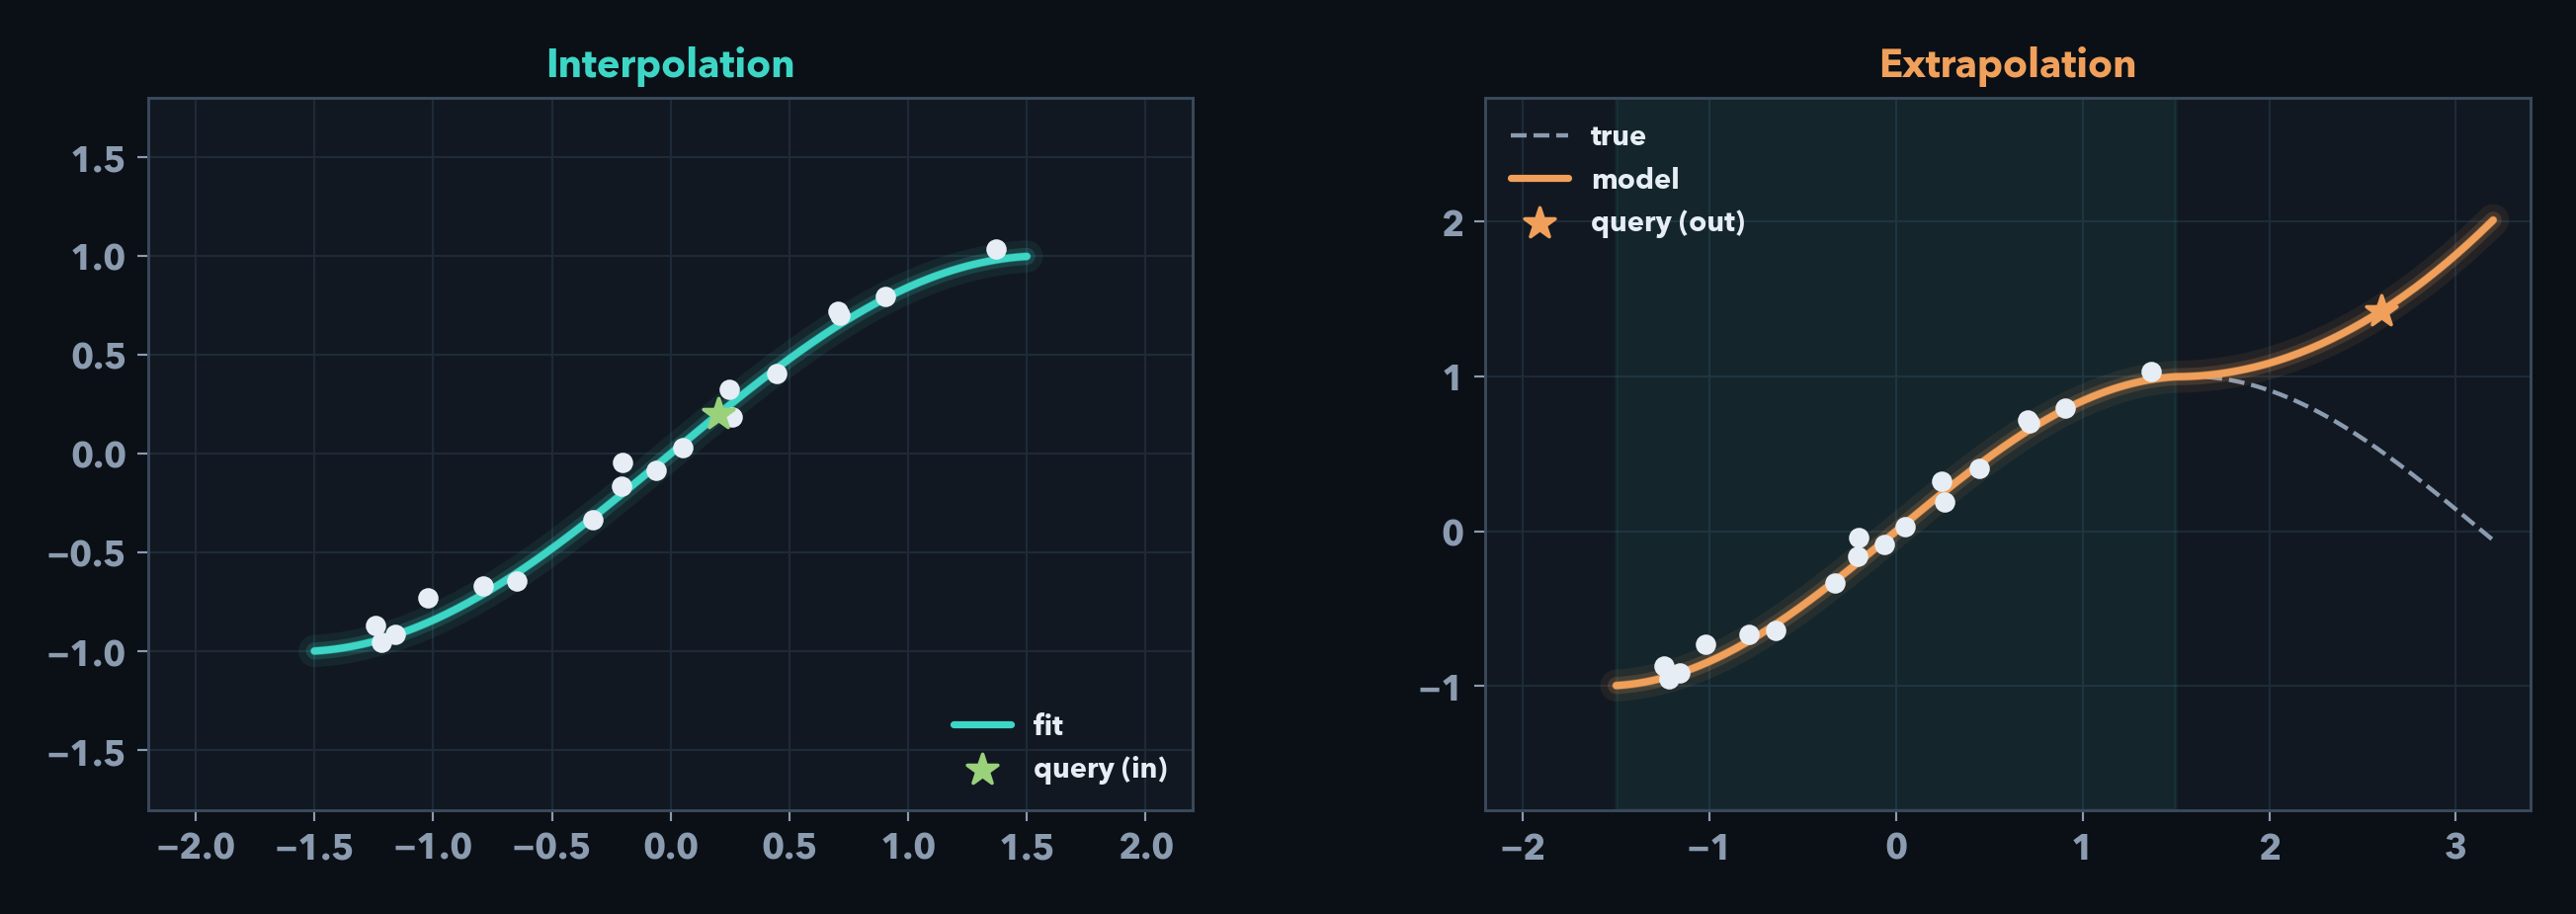 Interpolation
1.5
1.0
0.5
0.0
−0.5
−1.0
−1.5
fit
query (in)
−2.0 −1.5 −1.0 −0.5 0.0 0.5 1.0 1.5 2.0
Extrapolation
true
model
query (out)
2
1
0
−1
−2 −1 0 1 2 3